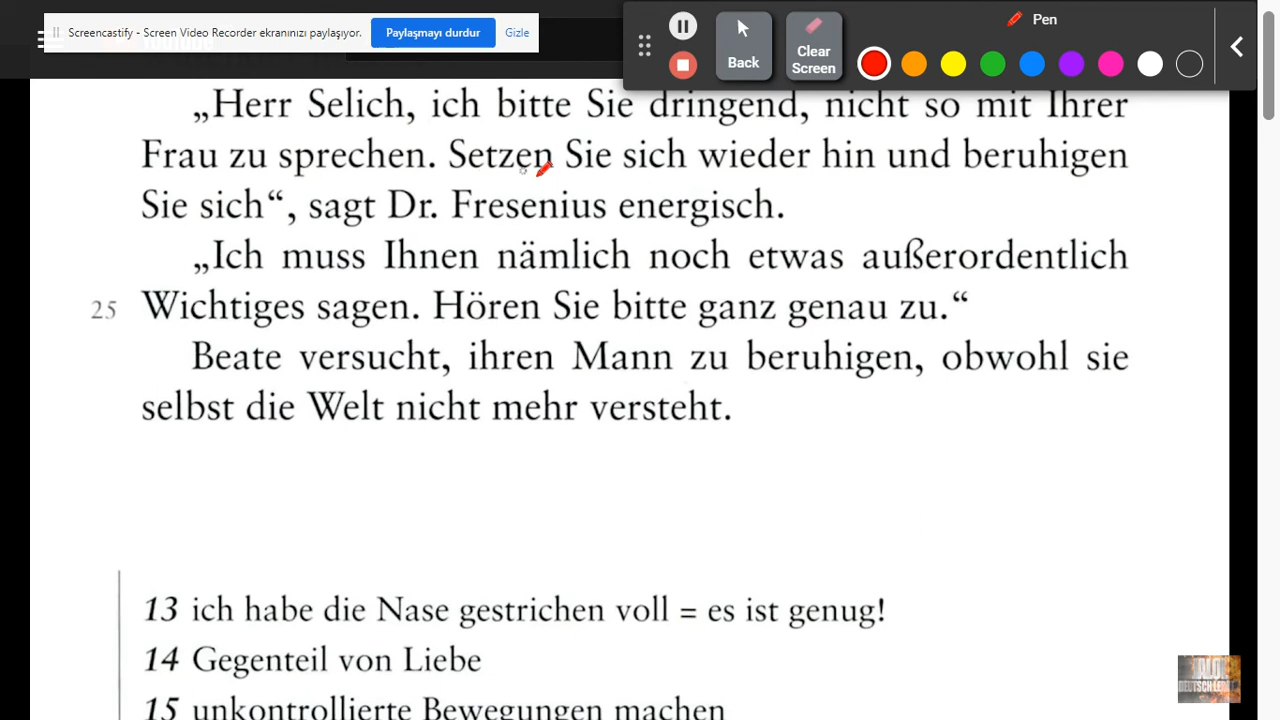 Screencastify - Screen Video Recorder ekranınızı paylaşıyor.
Paylaşmayı durdur
Gizle
Back
Clear
Screen
Pen
„Herr Selich, ich bitte Sie dringend, nicht so mit Ihrer
Frau zu sprechen. Setzen Sie sich wieder hin und beruhigen
Sie sich“, sagt Dr. Fresenius energisch.
„Ich muss Ihnen nämlich noch etwas außerordentlich
25 Wichtiges sagen. Hören Sie bitte ganz genau zu.“
Beate versucht, ihren Mann zu beruhigen, obwohl sie
selbst die Welt nicht mehr versteht.
13 ich habe die Nase gestrichen voll = es ist genug!
14 Gegenteil von Liebe
15 unkontrollierte Bewegungen machen